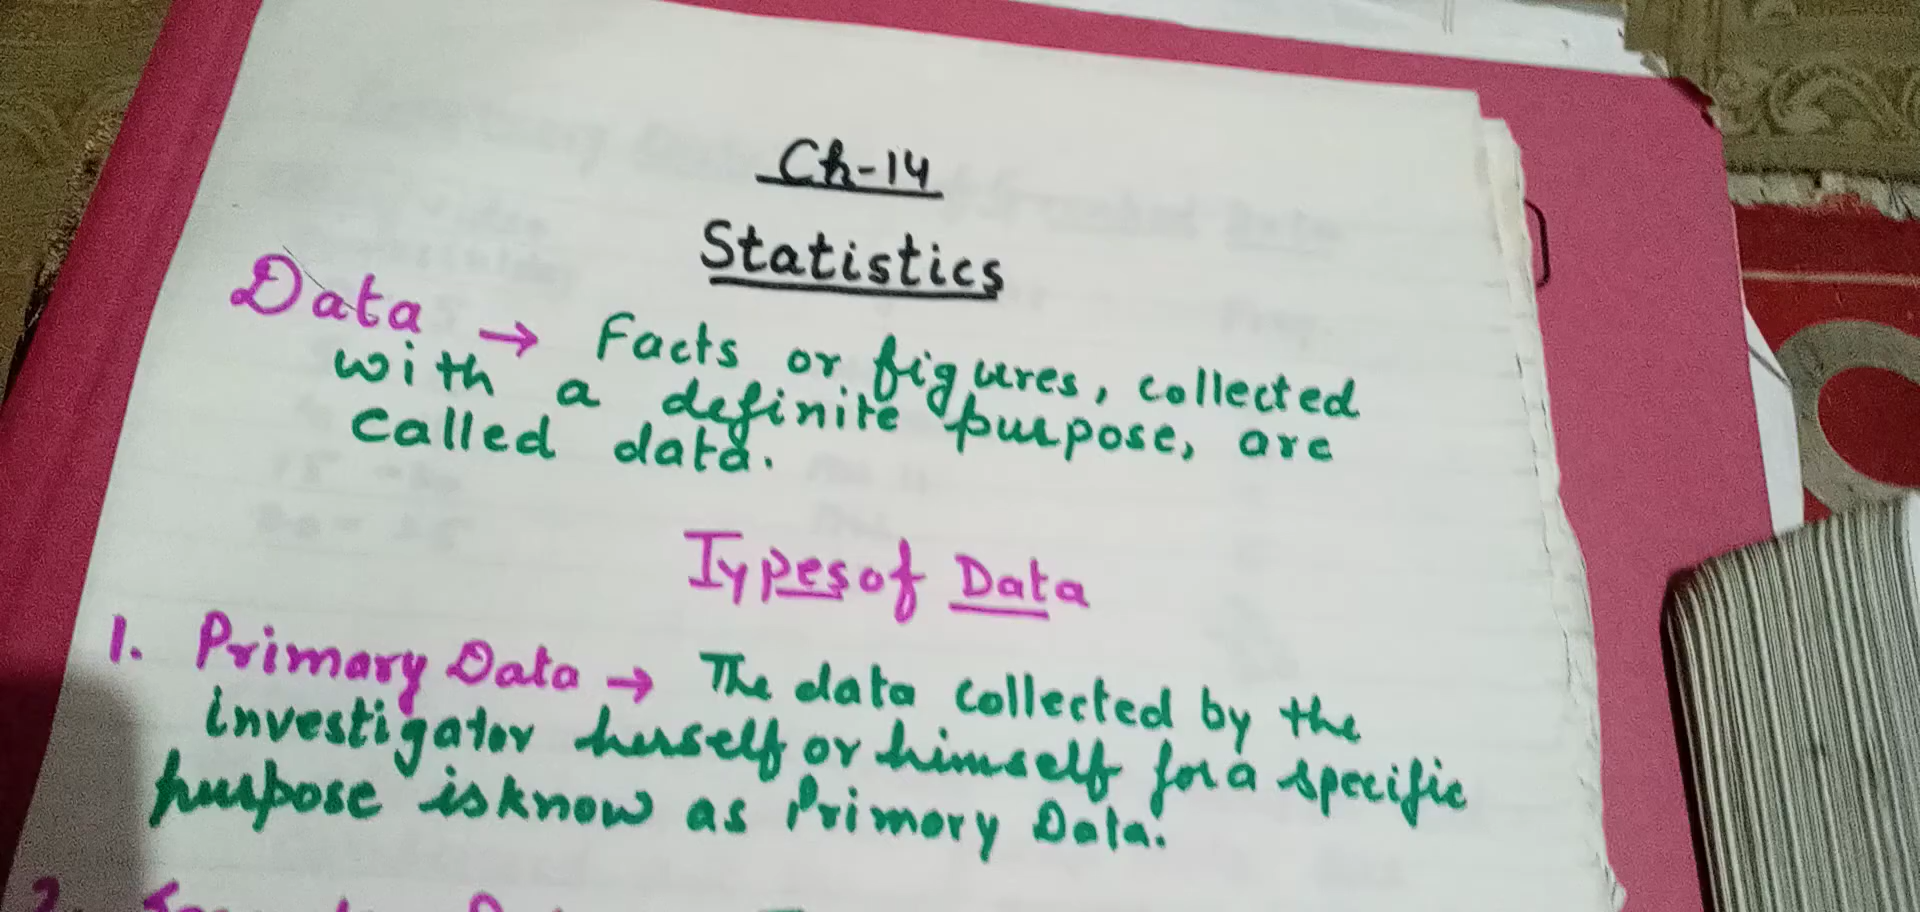 Ch-14
Statistics
Data → Facts or figures, collected
with a definite purpose, are
called data.
Types of Data
1. Primary Data → The data collected by the
investigator herself or himself for a specific
purpose is know as Primary Data.
2.